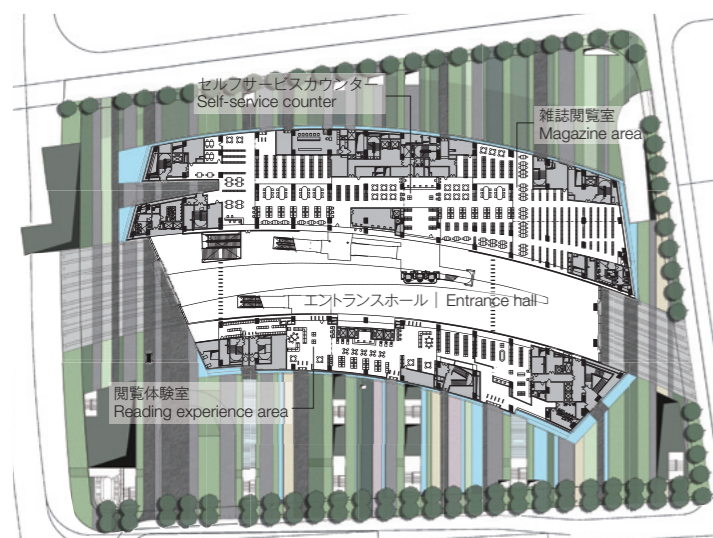 セルフサービスカウンター
Self-service counter
雑誌閲覧室
Magazine area
エントランスホール | Entrance hall
閲覧体験室
Reading experience area